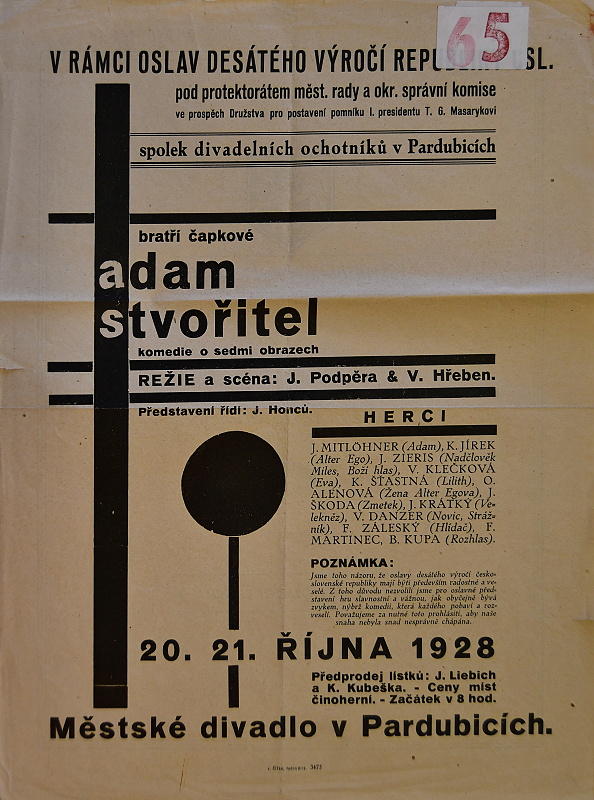 65
V RÁMCI OSLAV DESÁTÉHO VÝROČÍ REPUBLIKY ČSL.
pod protektorátem měst. rady a okr. správní komise
ve prospěch Družstva pro postavení pomníku I. presidentu T. G. Masarykovi
spolek divadelních ochotníků v Pardubicích
bratří čapkové
adam
stvořitel
komedie o sedmi obrazech
REŽIE a scéna: J. Podpěra & V. Hřeben.
Představení řídí: J. Honců.
HERCI
J. MITLÖHNER (Adam), K. JÍREK
(Alter Ego), J. ZIERIS (Nadčlověk
Miles, Boží hlas), V. KLEČKOVÁ
(Eva), K. ŠŤASTNÁ (Lilith), O.
ALENOVÁ (Žena Alter Egova), J.
ŠKODA (Zmetek), J. KRÁTKÝ (Ve-
lekněz), V. DANZER (Novic, Stráž-
ník), F. ZÁLESKÝ (Hlídač), F.
MARTINEC, B. KUPA (Rozhlas).
POZNÁMKA:
Jsme toho názoru, že oslavy desátého výročí česko-
slovenské republiky mají býti především radostné a ve-
selé. Z toho důvodu nezvolili jsme pro oslavné před-
stavení hru slavnostní a vážnou, jak obyčejně bývá
zvykem, nýbrž komedii, která každého pobaví a roz-
veselí. Považujeme za nutné toto prohlásiti, aby naše
snaha nebyla snad nesprávně chápána.
20. 21. ŘÍJNA 1928
Předprodej lístků: J. Liebich
a K. Kubeška. - Ceny míst
činoherní. - Začátek v 8 hod.
Městské divadlo v Pardubicích.
3473